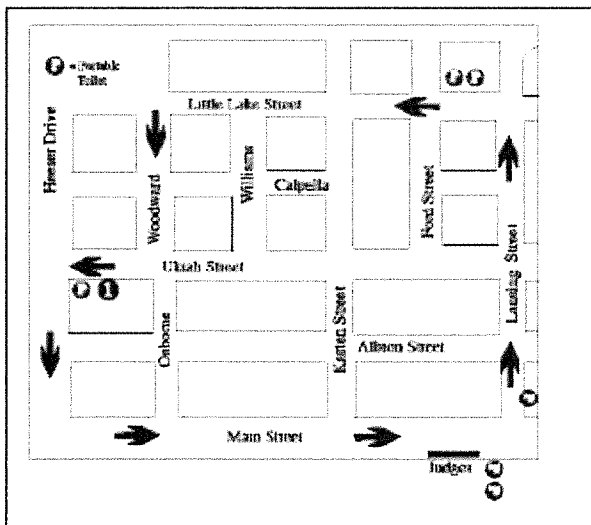 = Portable
Toilet
Little Lake Street
Heeser Drive
Woodward
Williams
Calpella
Ford Street
Ukiah Street
Lansing Street
Osborne
Kasten Street
Albion Street
Main Street
Judges